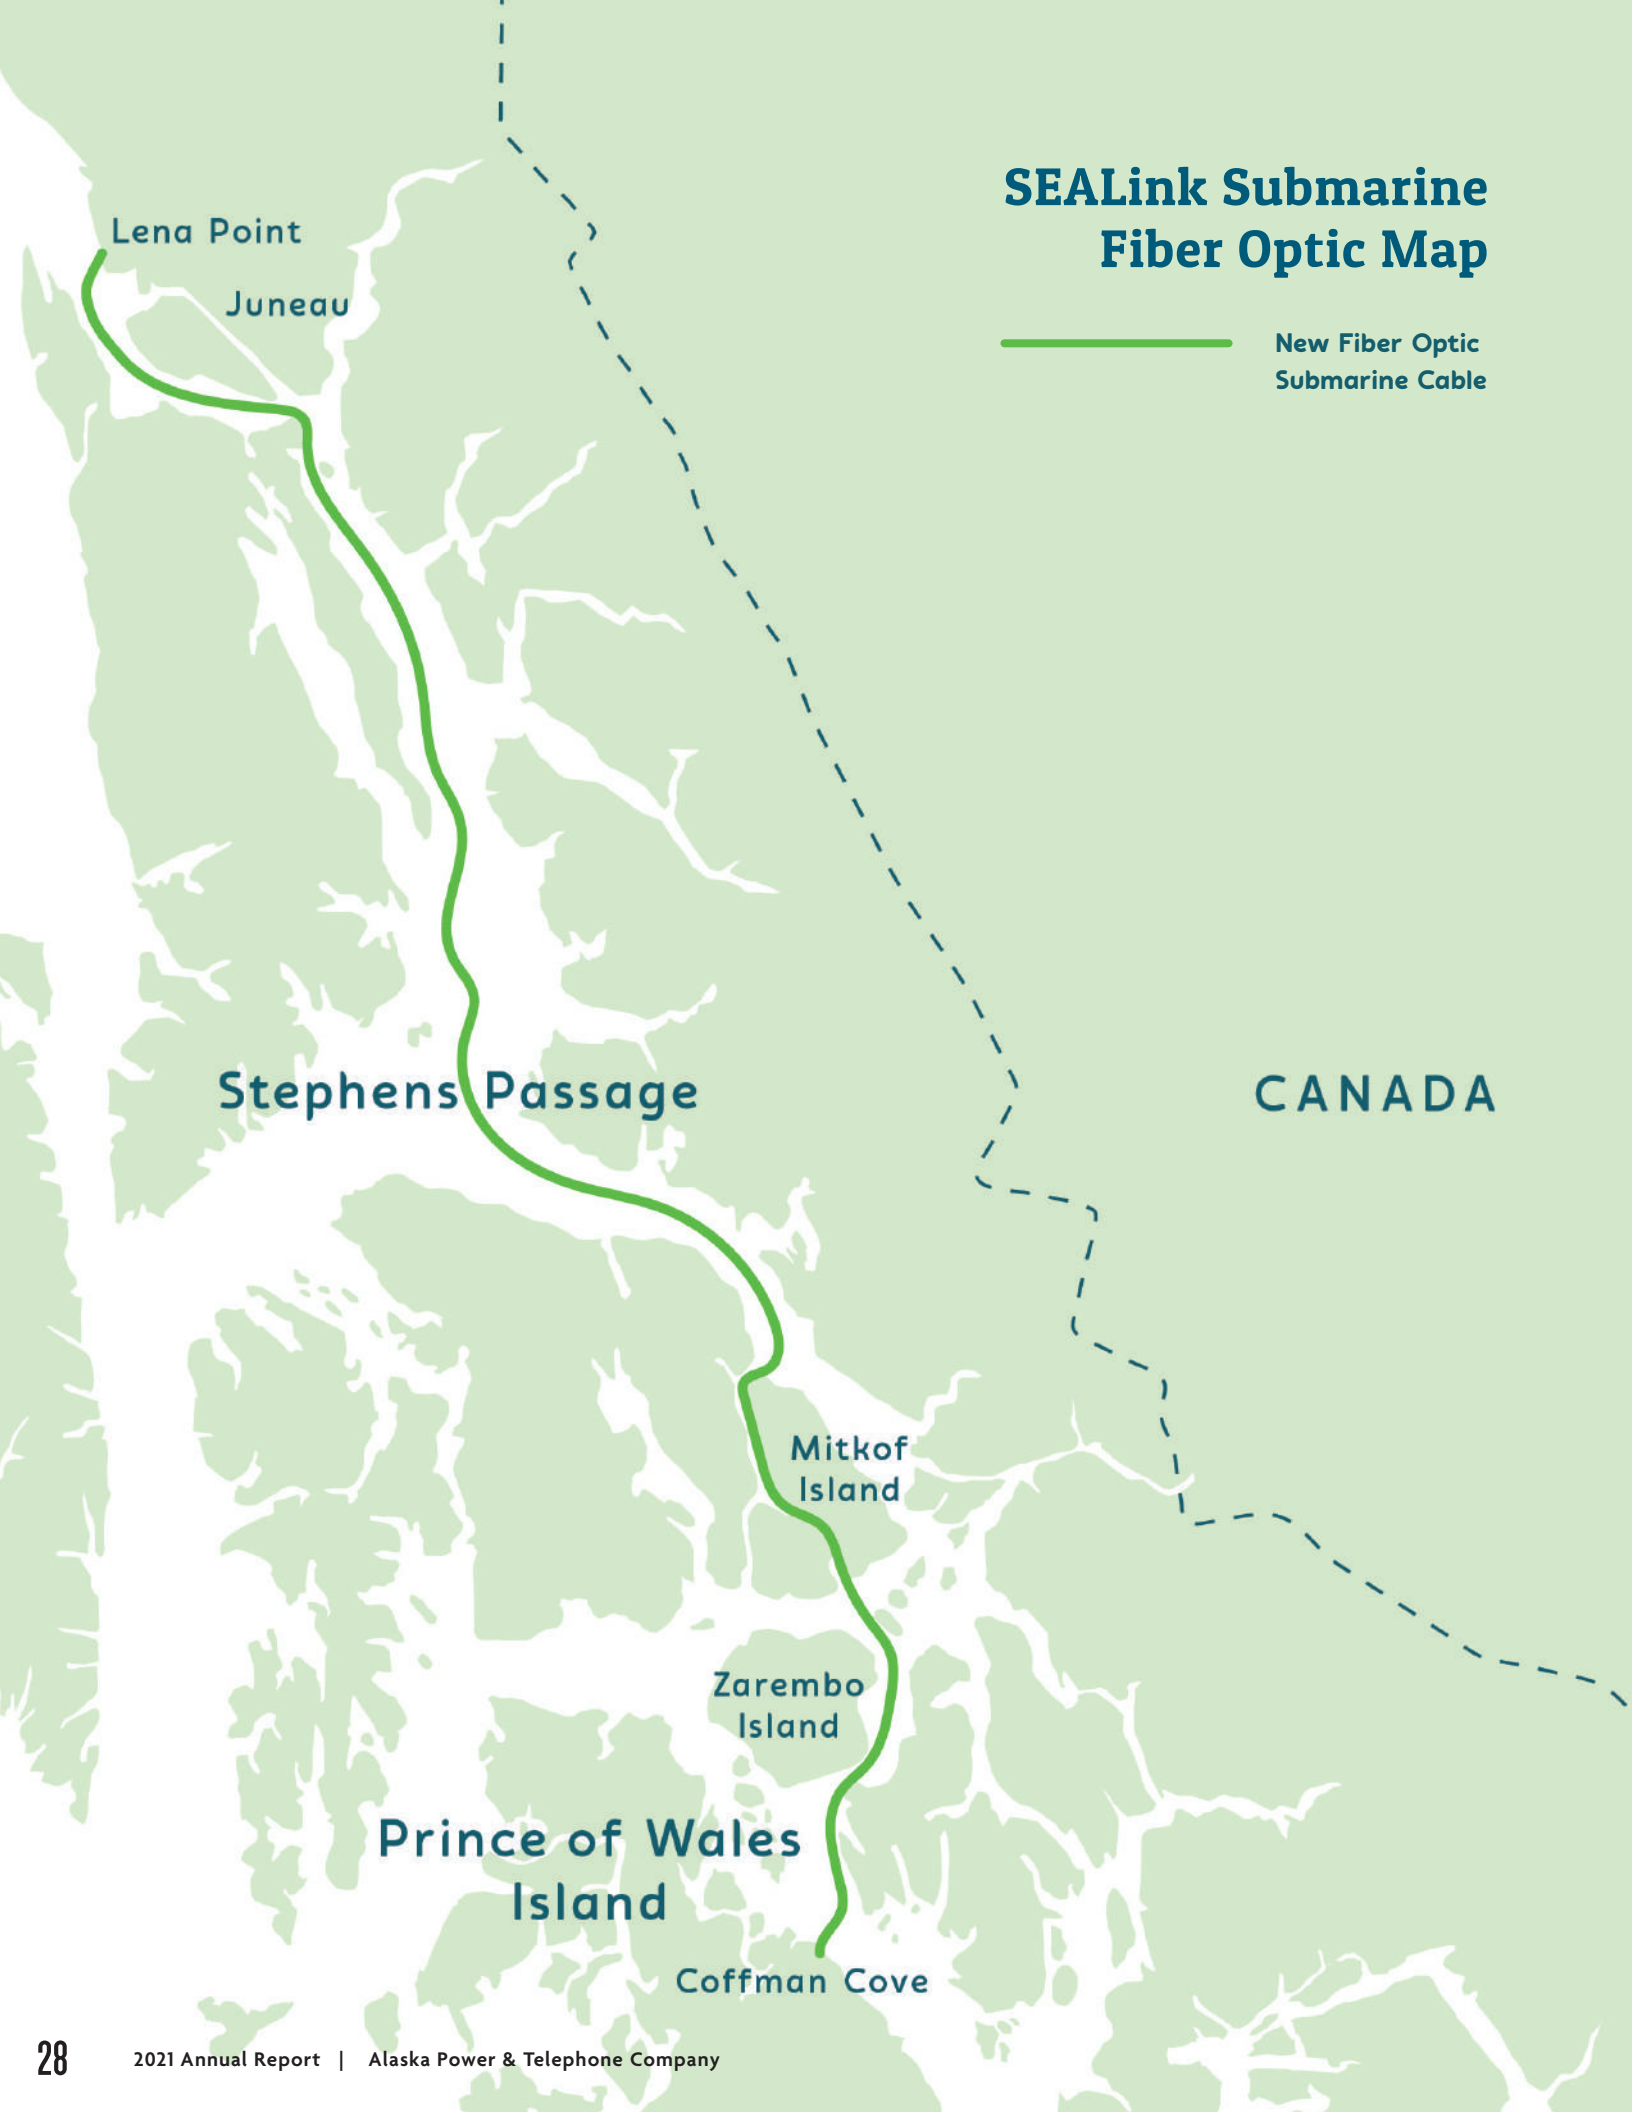 SEALink Submarine
Fiber Optic Map
New Fiber Optic
Submarine Cable
Lena Point
Juneau
Stephens Passage
CANADA
Mitkof
Island
Zarembo
Island
Prince of Wales
Island
Coffman Cove
28 2021 Annual Report | Alaska Power & Telephone Company